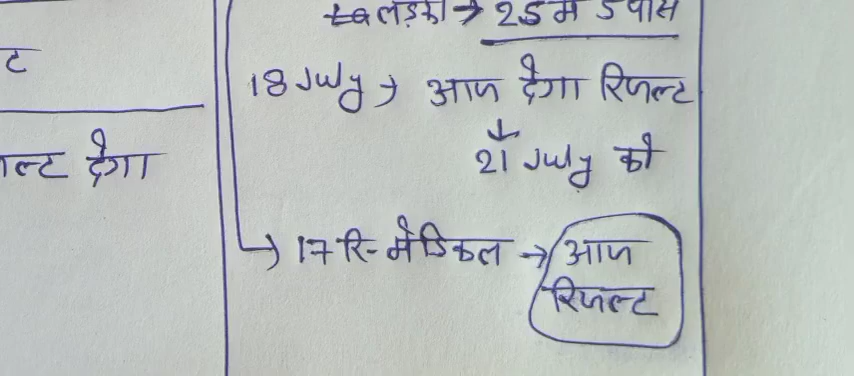 लड़का → 25 में 5 पास
ट
18 July → आज देगा रिजल्ट
↓
ल्ट देगा
21 July को
→ 17 रि-मेडिकल → आज
रिजल्ट